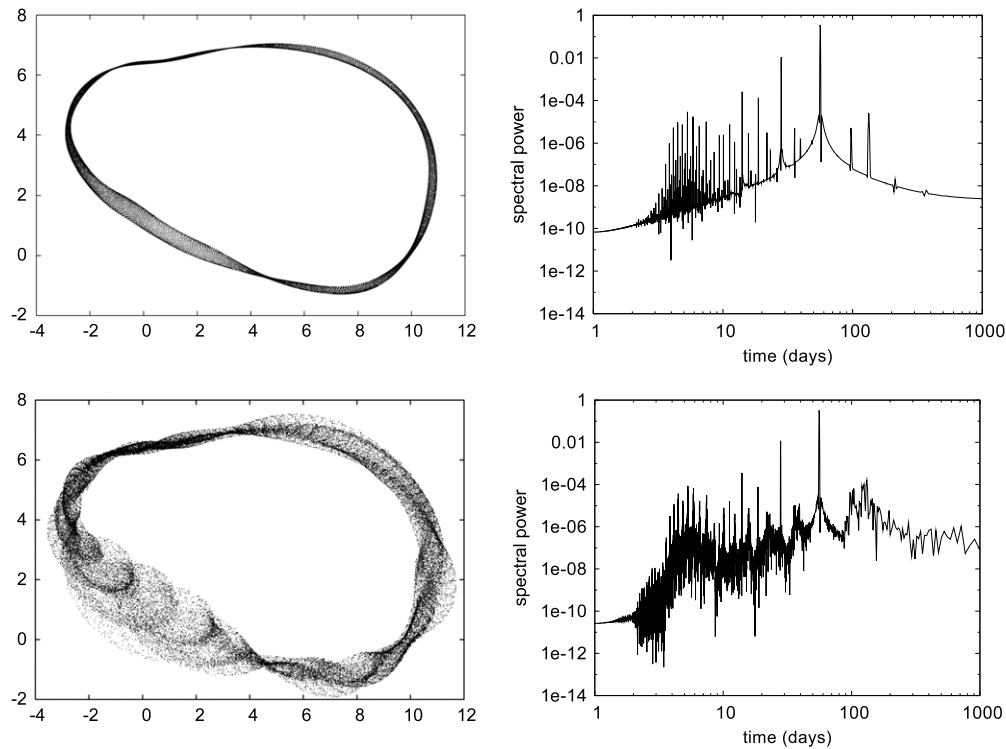 8
6
4
2
0
-2
-4 -2 0 2 4 6 8 10 12
1
0.01
1e-04
1e-06
1e-08
1e-10
1e-12
1e-14
spectral power
1 10 100 1000
time (days)
8
6
4
2
0
-2
-4 -2 0 2 4 6 8 10 12
1
0.01
1e-04
1e-06
1e-08
1e-10
1e-12
1e-14
spectral power
1 10 100 1000
time (days)